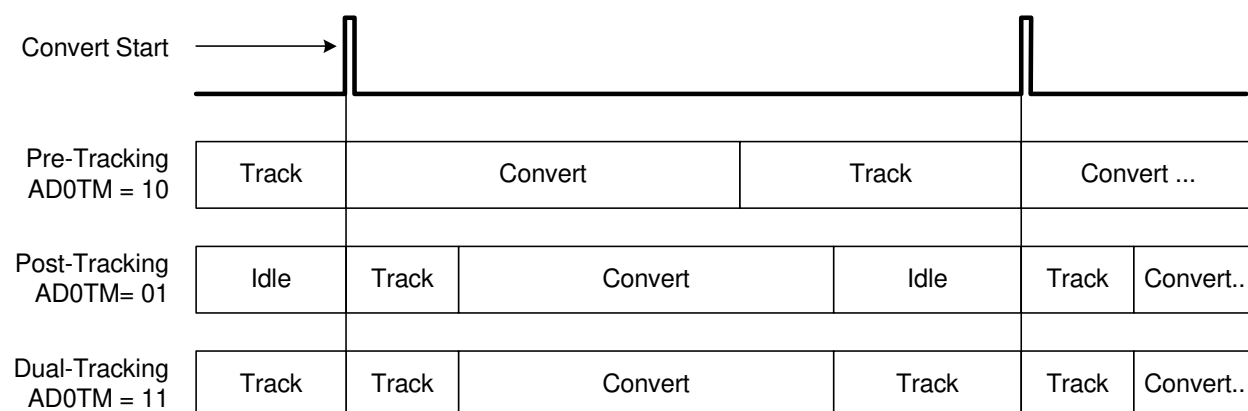 Convert Start
Pre-Tracking
AD0TM = 10
Track
Convert
Track
Convert ...
Post-Tracking
AD0TM= 01
Idle
Track
Convert
Idle
Track
Convert..
Dual-Tracking
AD0TM = 11
Track
Track
Convert
Track
Track
Convert..